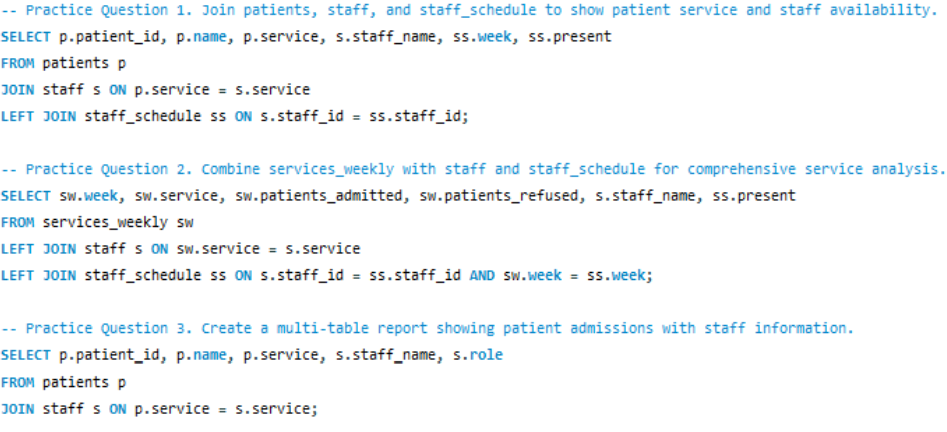 -- Practice Question 1. Join patients, staff, and staff_schedule to show patient service and staff availability.
SELECT p.patient_id, p.name, p.service, s.staff_name, ss.week, ss.present
FROM patients p
JOIN staff s ON p.service = s.service
LEFT JOIN staff_schedule ss ON s.staff_id = ss.staff_id;
-- Practice Question 2. Combine services_weekly with staff and staff_schedule for comprehensive service analysis.
SELECT sw.week, sw.service, sw.patients_admitted, sw.patients_refused, s.staff_name, ss.present
FROM services_weekly sw
LEFT JOIN staff s ON sw.service = s.service
LEFT JOIN staff_schedule ss ON s.staff_id = ss.staff_id AND sw.week = ss.week;
-- Practice Question 3. Create a multi-table report showing patient admissions with staff information.
SELECT p.patient_id, p.name, p.service, s.staff_name, s.role
FROM patients p
JOIN staff s ON p.service = s.service;